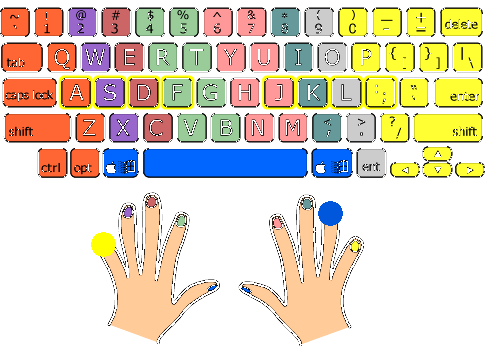 ~ ! @ # $ % ^ & * ( ) — +
` 1 2 3 4 5 6 7 8 9 0 - = delete
tab Q W E R T Y U I O P { [ } ] | \
caps lock A S D F G H J K L : ; " ' enter
shift Z X C V B N M < , > . ? / shift
ctrl opt ent